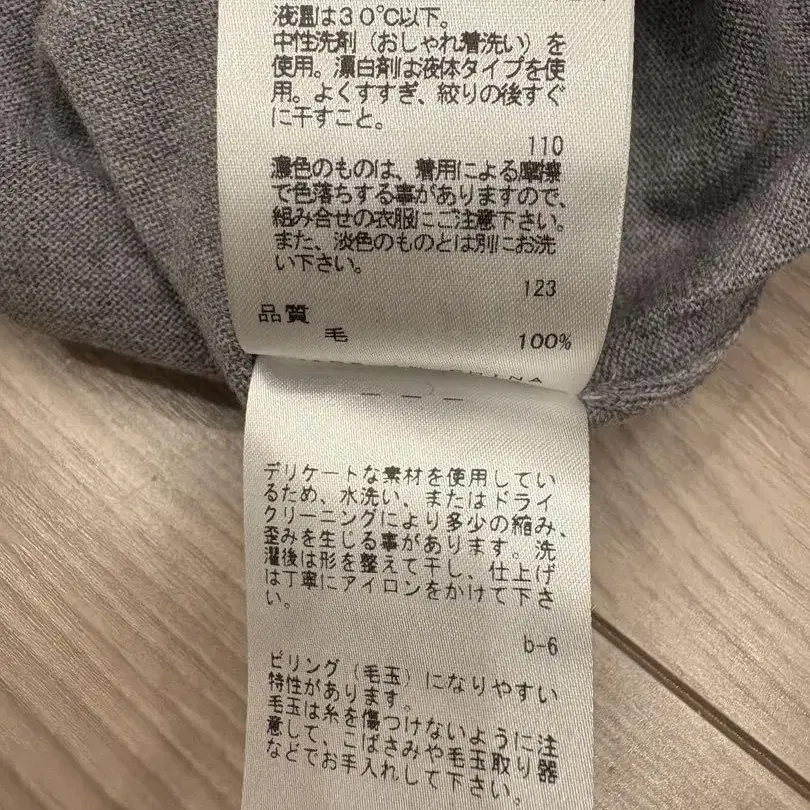 液温は30℃以下。
中性洗剤（おしゃれ着洗い）を
使用。漂白剤は液体タイプを使
用。よくすすぎ、絞りの後すぐ
に干すこと。
110
濃色のものは、着用による摩擦
で色落ちする事がありますので、
組み合せの衣服にご注意下さい。
また、淡色のものとは別にお洗
い下さい。
123
品質
毛 100%
デリケートな素材を使用してい
るため、水洗い、またはドライ
クリーニングにより多少の縮み、
歪みを生じる事があります。洗
濯後は形を整えて干し、仕上げ
は丁寧にアイロンをかけて下さ
い。
b-6
ピリング（毛玉）になりやすい
特性があります。
毛玉は糸を傷つけないように注
意して、こばさみや毛玉取り器
などでお手入れして下さい。